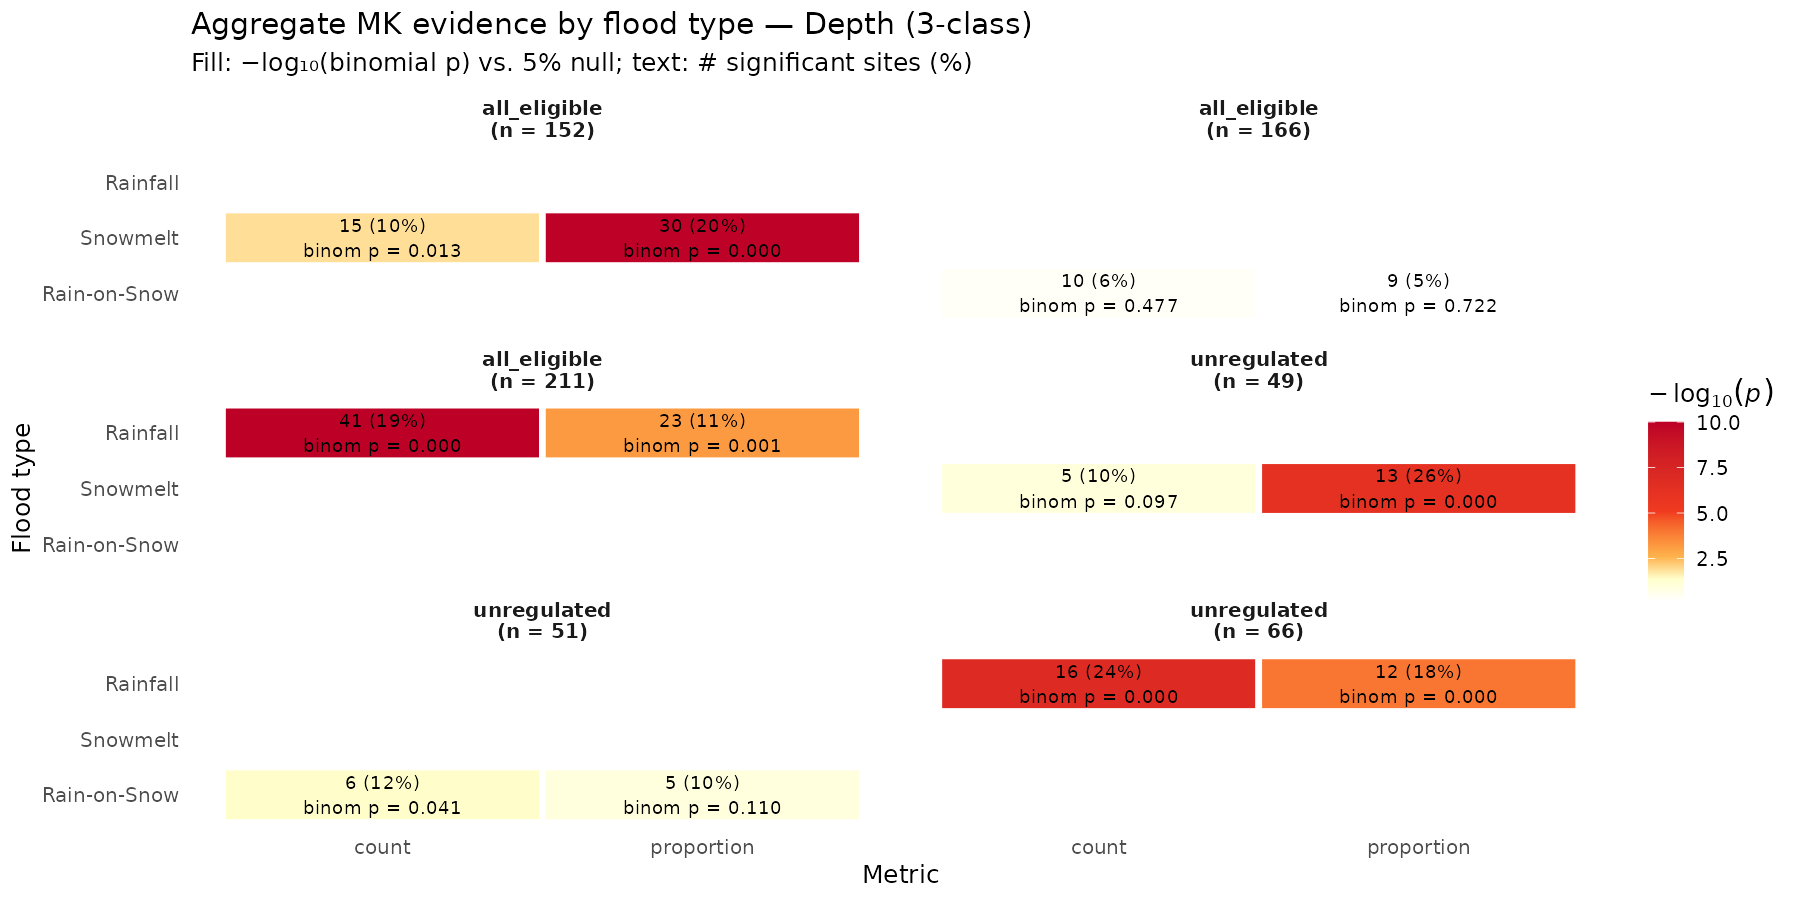 Aggregate MK evidence by flood type — Depth (3-class)
Fill: −log₁₀(binomial p) vs. 5% null; text: # significant sites (%)
all_eligible
(n = 152)
all_eligible
(n = 166)
Rainfall
Snowmelt
15 (10%)
binom p = 0.013
30 (20%)
binom p = 0.000
Rain-on-Snow
10 (6%)
binom p = 0.477
9 (5%)
binom p = 0.722
all_eligible
(n = 211)
unregulated
(n = 49)
Flood type
Rainfall
41 (19%)
binom p = 0.000
23 (11%)
binom p = 0.001
Snowmelt
5 (10%)
binom p = 0.097
13 (26%)
binom p = 0.000
Rain-on-Snow
unregulated
(n = 51)
unregulated
(n = 66)
Rainfall
16 (24%)
binom p = 0.000
12 (18%)
binom p = 0.000
Snowmelt
Rain-on-Snow
6 (12%)
binom p = 0.041
5 (10%)
binom p = 0.110
count
proportion
count
proportion
Metric
−log₁₀(p)
10.0
7.5
5.0
2.5